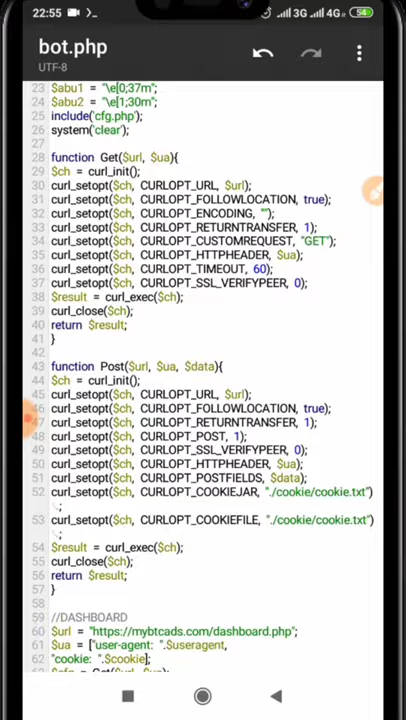 22:55 >_ 3G 4G 54
bot.php
UTF-8
23 $abu1 = "\e[0;37m";
24 $abu2 = "\e[1;30m";
25 include('cfg.php');
26 system('clear');
27
28 function Get($url, $ua){
29 $ch = curl_init();
30 curl_setopt($ch, CURLOPT_URL, $url);
31 curl_setopt($ch, CURLOPT_FOLLOWLOCATION, true);
32 curl_setopt($ch, CURLOPT_ENCODING, "");
33 curl_setopt($ch, CURLOPT_RETURNTRANSFER, 1);
34 curl_setopt($ch, CURLOPT_CUSTOMREQUEST, "GET");
35 curl_setopt($ch, CURLOPT_HTTPHEADER, $ua);
36 curl_setopt($ch, CURLOPT_TIMEOUT, 60);
37 curl_setopt($ch, CURLOPT_SSL_VERIFYPEER, 0);
38 $result = curl_exec($ch);
39 curl_close($ch);
40 return $result;
41 }
42
43 function Post($url, $ua, $data){
44 $ch = curl_init();
45 curl_setopt($ch, CURLOPT_URL, $url);
46 curl_setopt($ch, CURLOPT_FOLLOWLOCATION, true);
47 curl_setopt($ch, CURLOPT_RETURNTRANSFER, 1);
48 curl_setopt($ch, CURLOPT_POST, 1);
49 curl_setopt($ch, CURLOPT_SSL_VERIFYPEER, 0);
50 curl_setopt($ch, CURLOPT_HTTPHEADER, $ua);
51 curl_setopt($ch, CURLOPT_POSTFIELDS, $data);
52 curl_setopt($ch, CURLOPT_COOKIEJAR, "./cookie/cookie.txt")
;
53 curl_setopt($ch, CURLOPT_COOKIEFILE, "./cookie/cookie.txt")
;
54 $result = curl_exec($ch);
55 curl_close($ch);
56 return $result;
57 }
58
59 //DASHBOARD
60 $url = "https://mybtcads.com/dashboard.php";
61 $ua = ["user-agent: ".$useragent,
62 "cookie: ".$cookie];